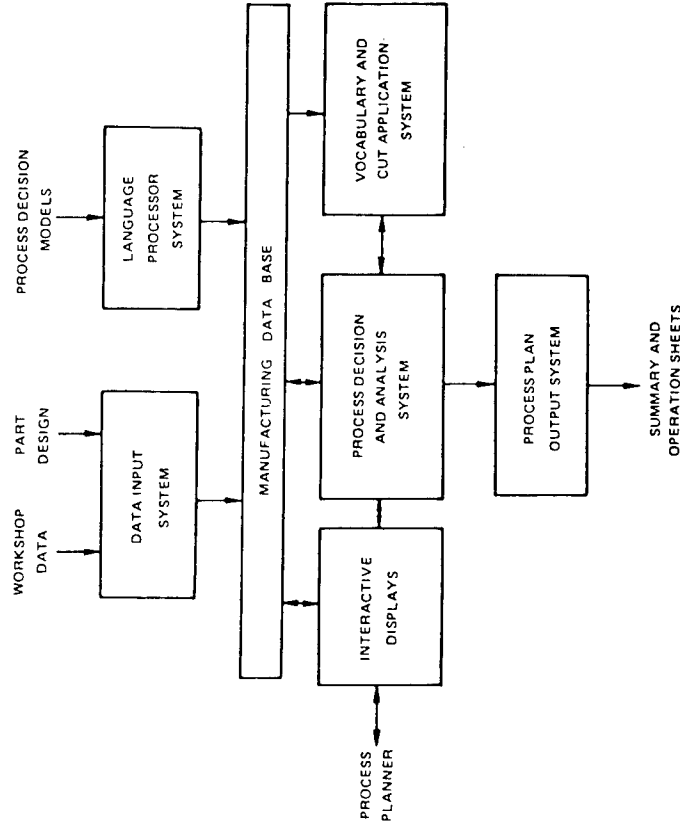 WORKSHOP
DATA
PART
DESIGN
PROCESS DECISION
MODELS
DATA INPUT
SYSTEM
LANGUAGE
PROCESSOR
SYSTEM
MANUFACTURING DATA BASE
INTERACTIVE
DISPLAYS
PROCESS DECISION
AND ANALYSIS
SYSTEM
VOCABULARY AND
CUT APPLICATION
SYSTEM
PROCESS
PLANNER
PROCESS PLAN
OUTPUT SYSTEM
SUMMARY AND
OPERATION SHEETS